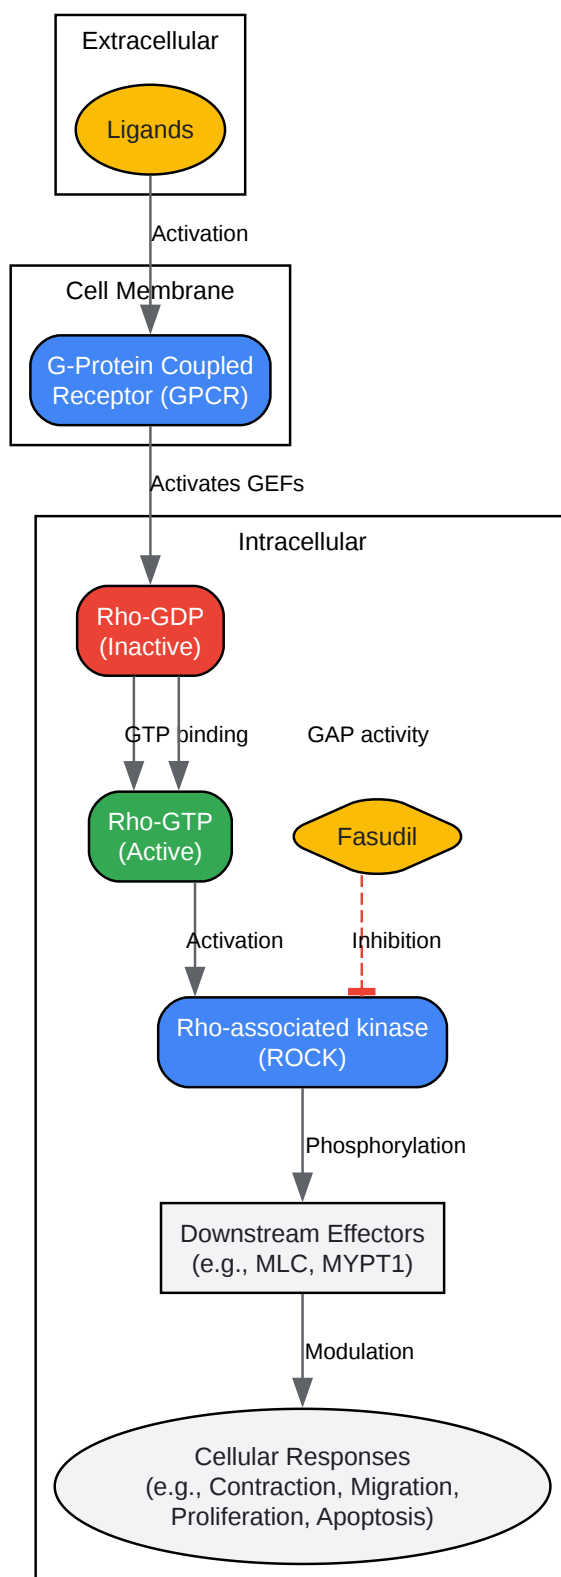 Extracellular
Ligands
Activation
Cell Membrane
G-Protein Coupled
Receptor (GPCR)
Activates GEFs
Intracellular
Rho-GDP
(Inactive)
GTP binding
GAP activity
Rho-GTP
(Active)
Fasudil
Activation
Inhibition
Rho-associated kinase
(ROCK)
Phosphorylation
Downstream Effectors
(e.g., MLC, MYPT1)
Modulation
Cellular Responses
(e.g., Contraction, Migration,
Proliferation, Apoptosis)